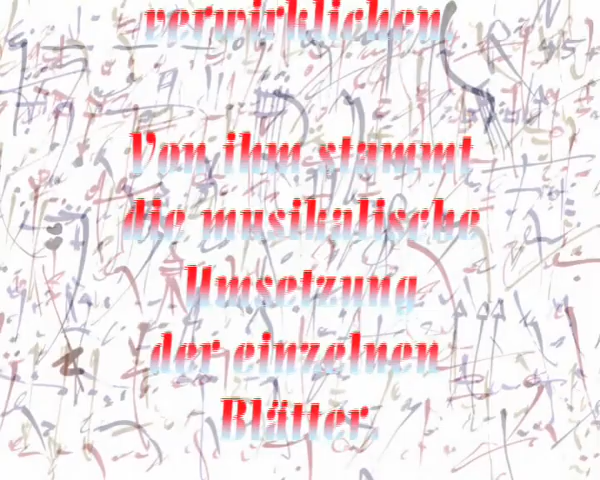 verwirklichen.
Von ihm stammt
die musikalische
Umsetzung
der einzelnen
Blätter.